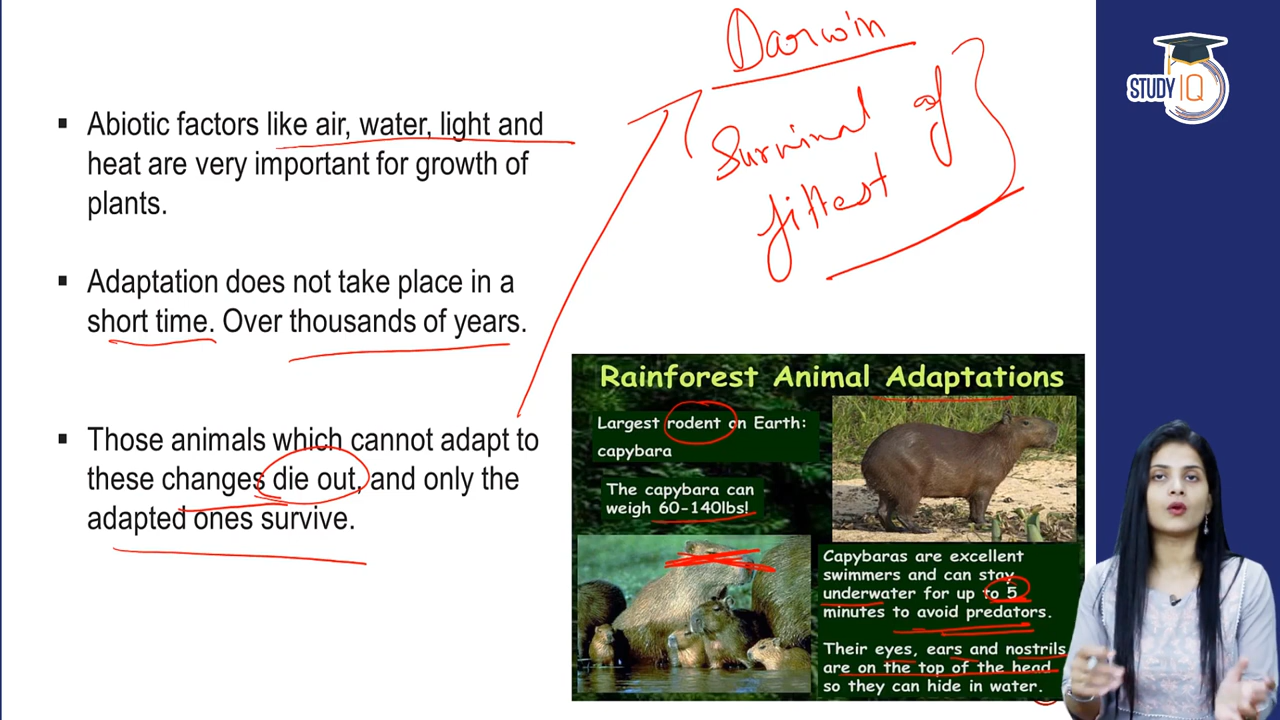 Darwin
Survival of
fittest
STUDY IQ
▪ Abiotic factors like air, water, light and
heat are very important for growth of
plants.
▪ Adaptation does not take place in a
short time. Over thousands of years.
▪ Those animals which cannot adapt to
these changes die out, and only the
adapted ones survive.
Rainforest Animal Adaptations
Largest rodent on Earth:
capybara
The capybara can
weigh 60-140lbs!
Capybaras are excellent
swimmers and can stay
underwater for up to 5
minutes to avoid predators.
Their eyes, ears and nostrils
are on the top of the head
so they can hide in water.